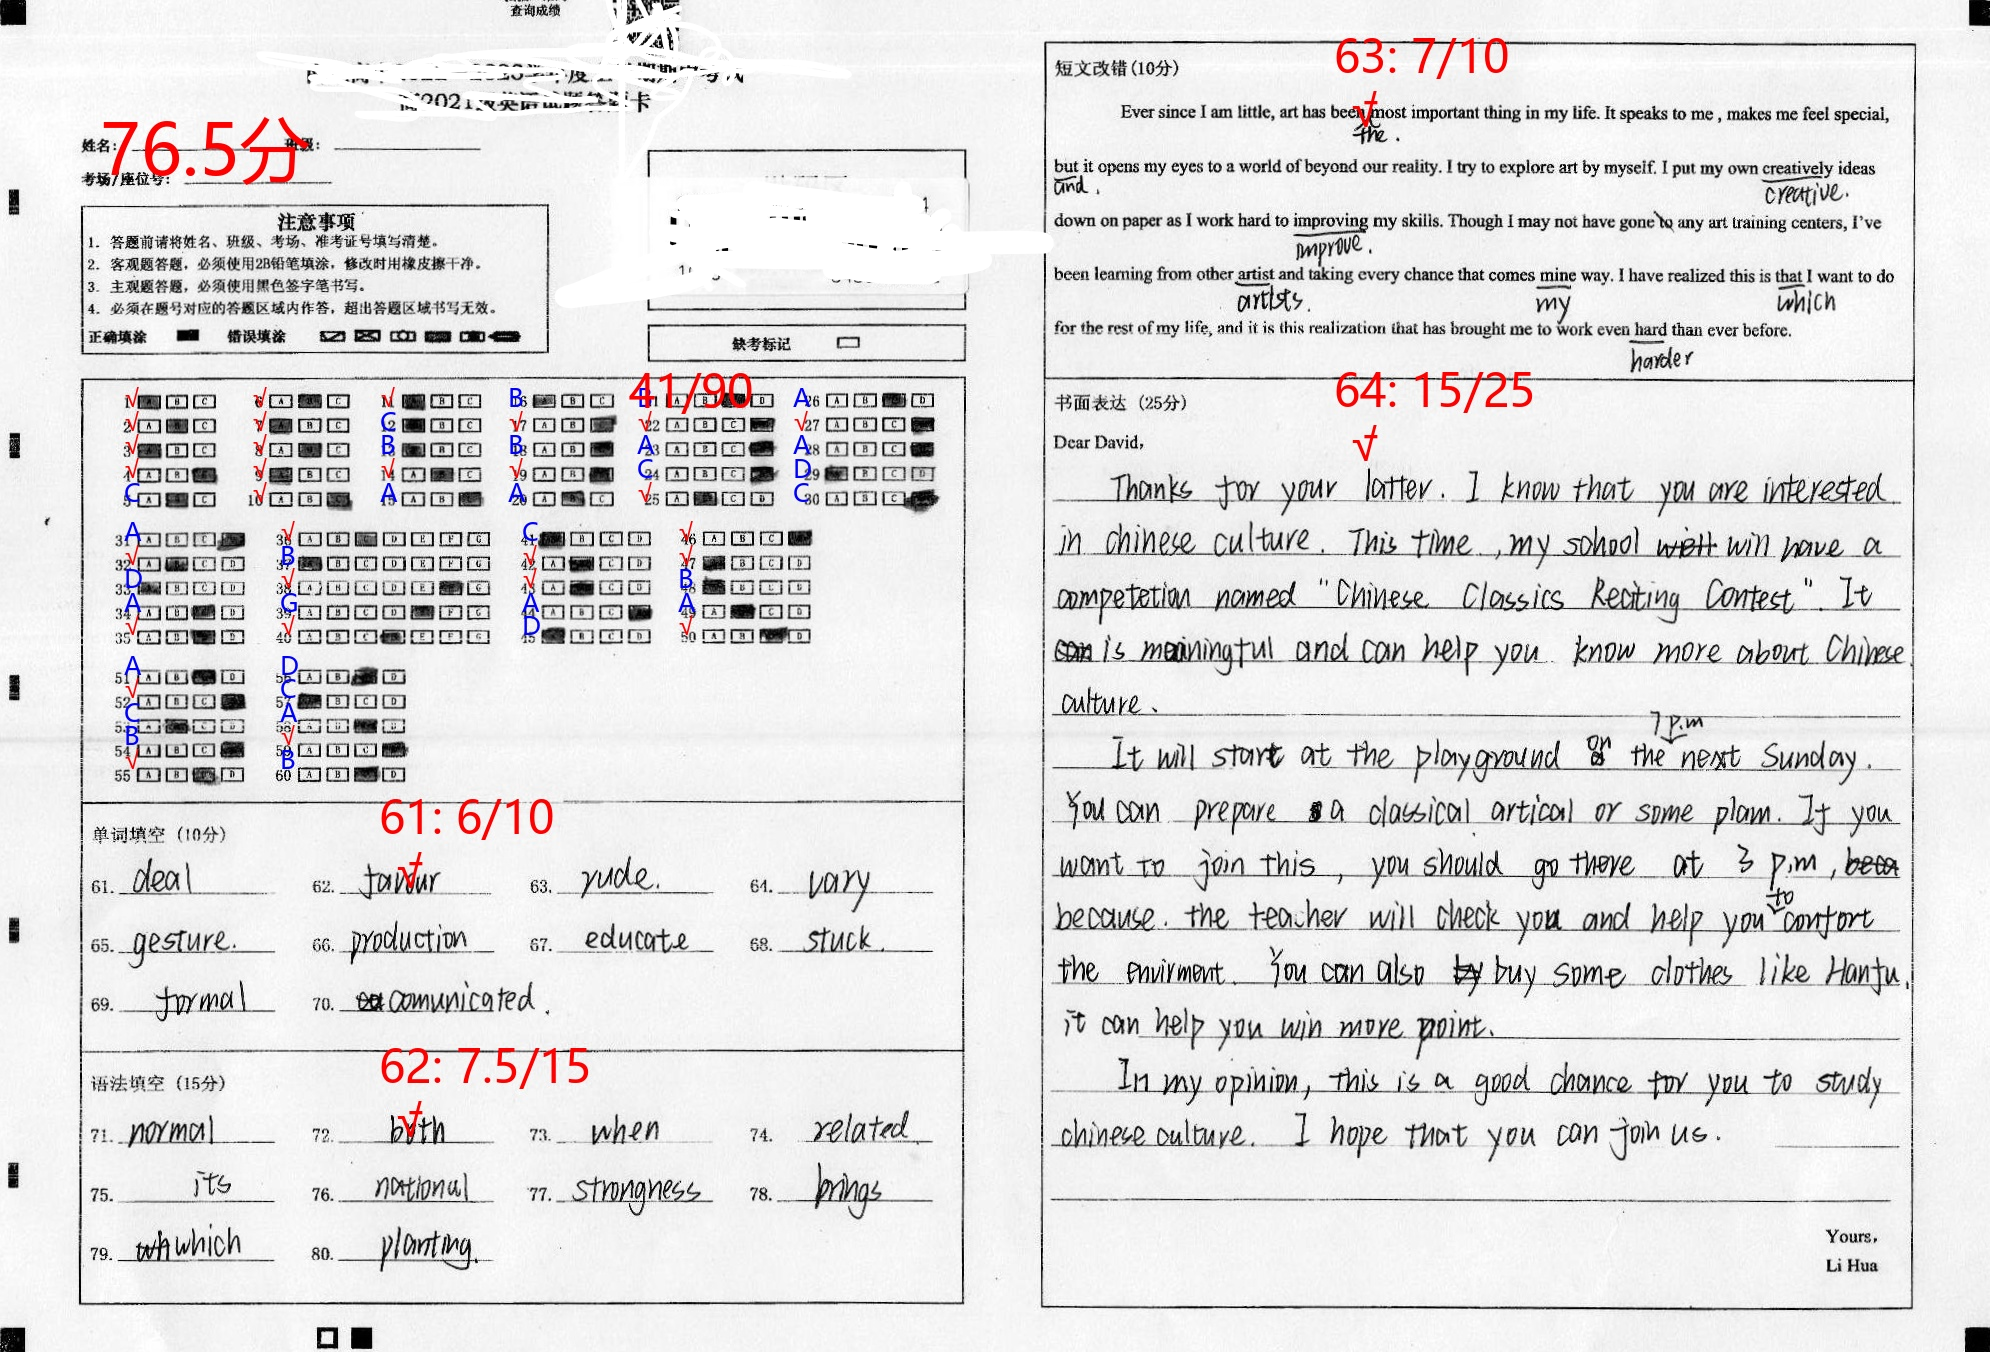 查询成绩
高2021级英语试题答题卡
76.5分
姓名:
班级:
考场/座位号:
注意事项
1. 答题前请将姓名、班级、考场、准考证号填写清楚。
2. 客观题答题，必须使用2B铅笔填涂，修改时用橡皮擦干净。
3. 主观题答题，必须使用黑色签字笔书写。
4. 必须在题号对应的答题区域内作答，超出答题区域书写无效。
正确填涂 错误填涂
缺考标记
41/90
61: 6/10
单词填空 (10分)
61. deal 62. favour 63. rude. 64. vary
65. gesture. 66. production 67. educate 68. stuck.
69. formal 70. comunicated.
62: 7.5/15
语法填空 (15分)
71. normal 72. both 73. when 74. related
75. its 76. national 77. strongness 78. brings
79. which 80. planting.
63: 7/10
短文改错(10分)
Ever since I am little, art has been most important thing in my life. It speaks to me , makes me feel special,
the.
but it opens my eyes to a world of beyond our reality. I try to explore art by myself. I put my own creatively ideas
and. creative.
down on paper as I work hard to improving my skills. Though I may not have gone to any art training centers, I've
improve.
been learning from other artist and taking every chance that comes mine way. I have realized this is that I want to do
artists. my which
for the rest of my life, and it is this realization that has brought me to work even hard than ever before.
harder
64: 15/25
书面表达 (25分)
Dear David,
Thanks for your latter. I know that you are interested
in chinese culture. This time, my school will have a
competetion named "Chinese Classics Reciting Contest". It
is meaningful and can help you know more about Chinese
culture.
7 p.m
It will start at the playground on the next Sunday.
You can prepare a classical artical or some plam. If you
want to join this, you should go there at 3 p.m,
because. the teacher will check you and help you to confort
the envirment. You can also buy some clothes like Hanfu.
it can help you win more point.
In my opinion, this is a good chance for you to study
chinese culture. I hope that you can join us.
Yours,
Li Hua